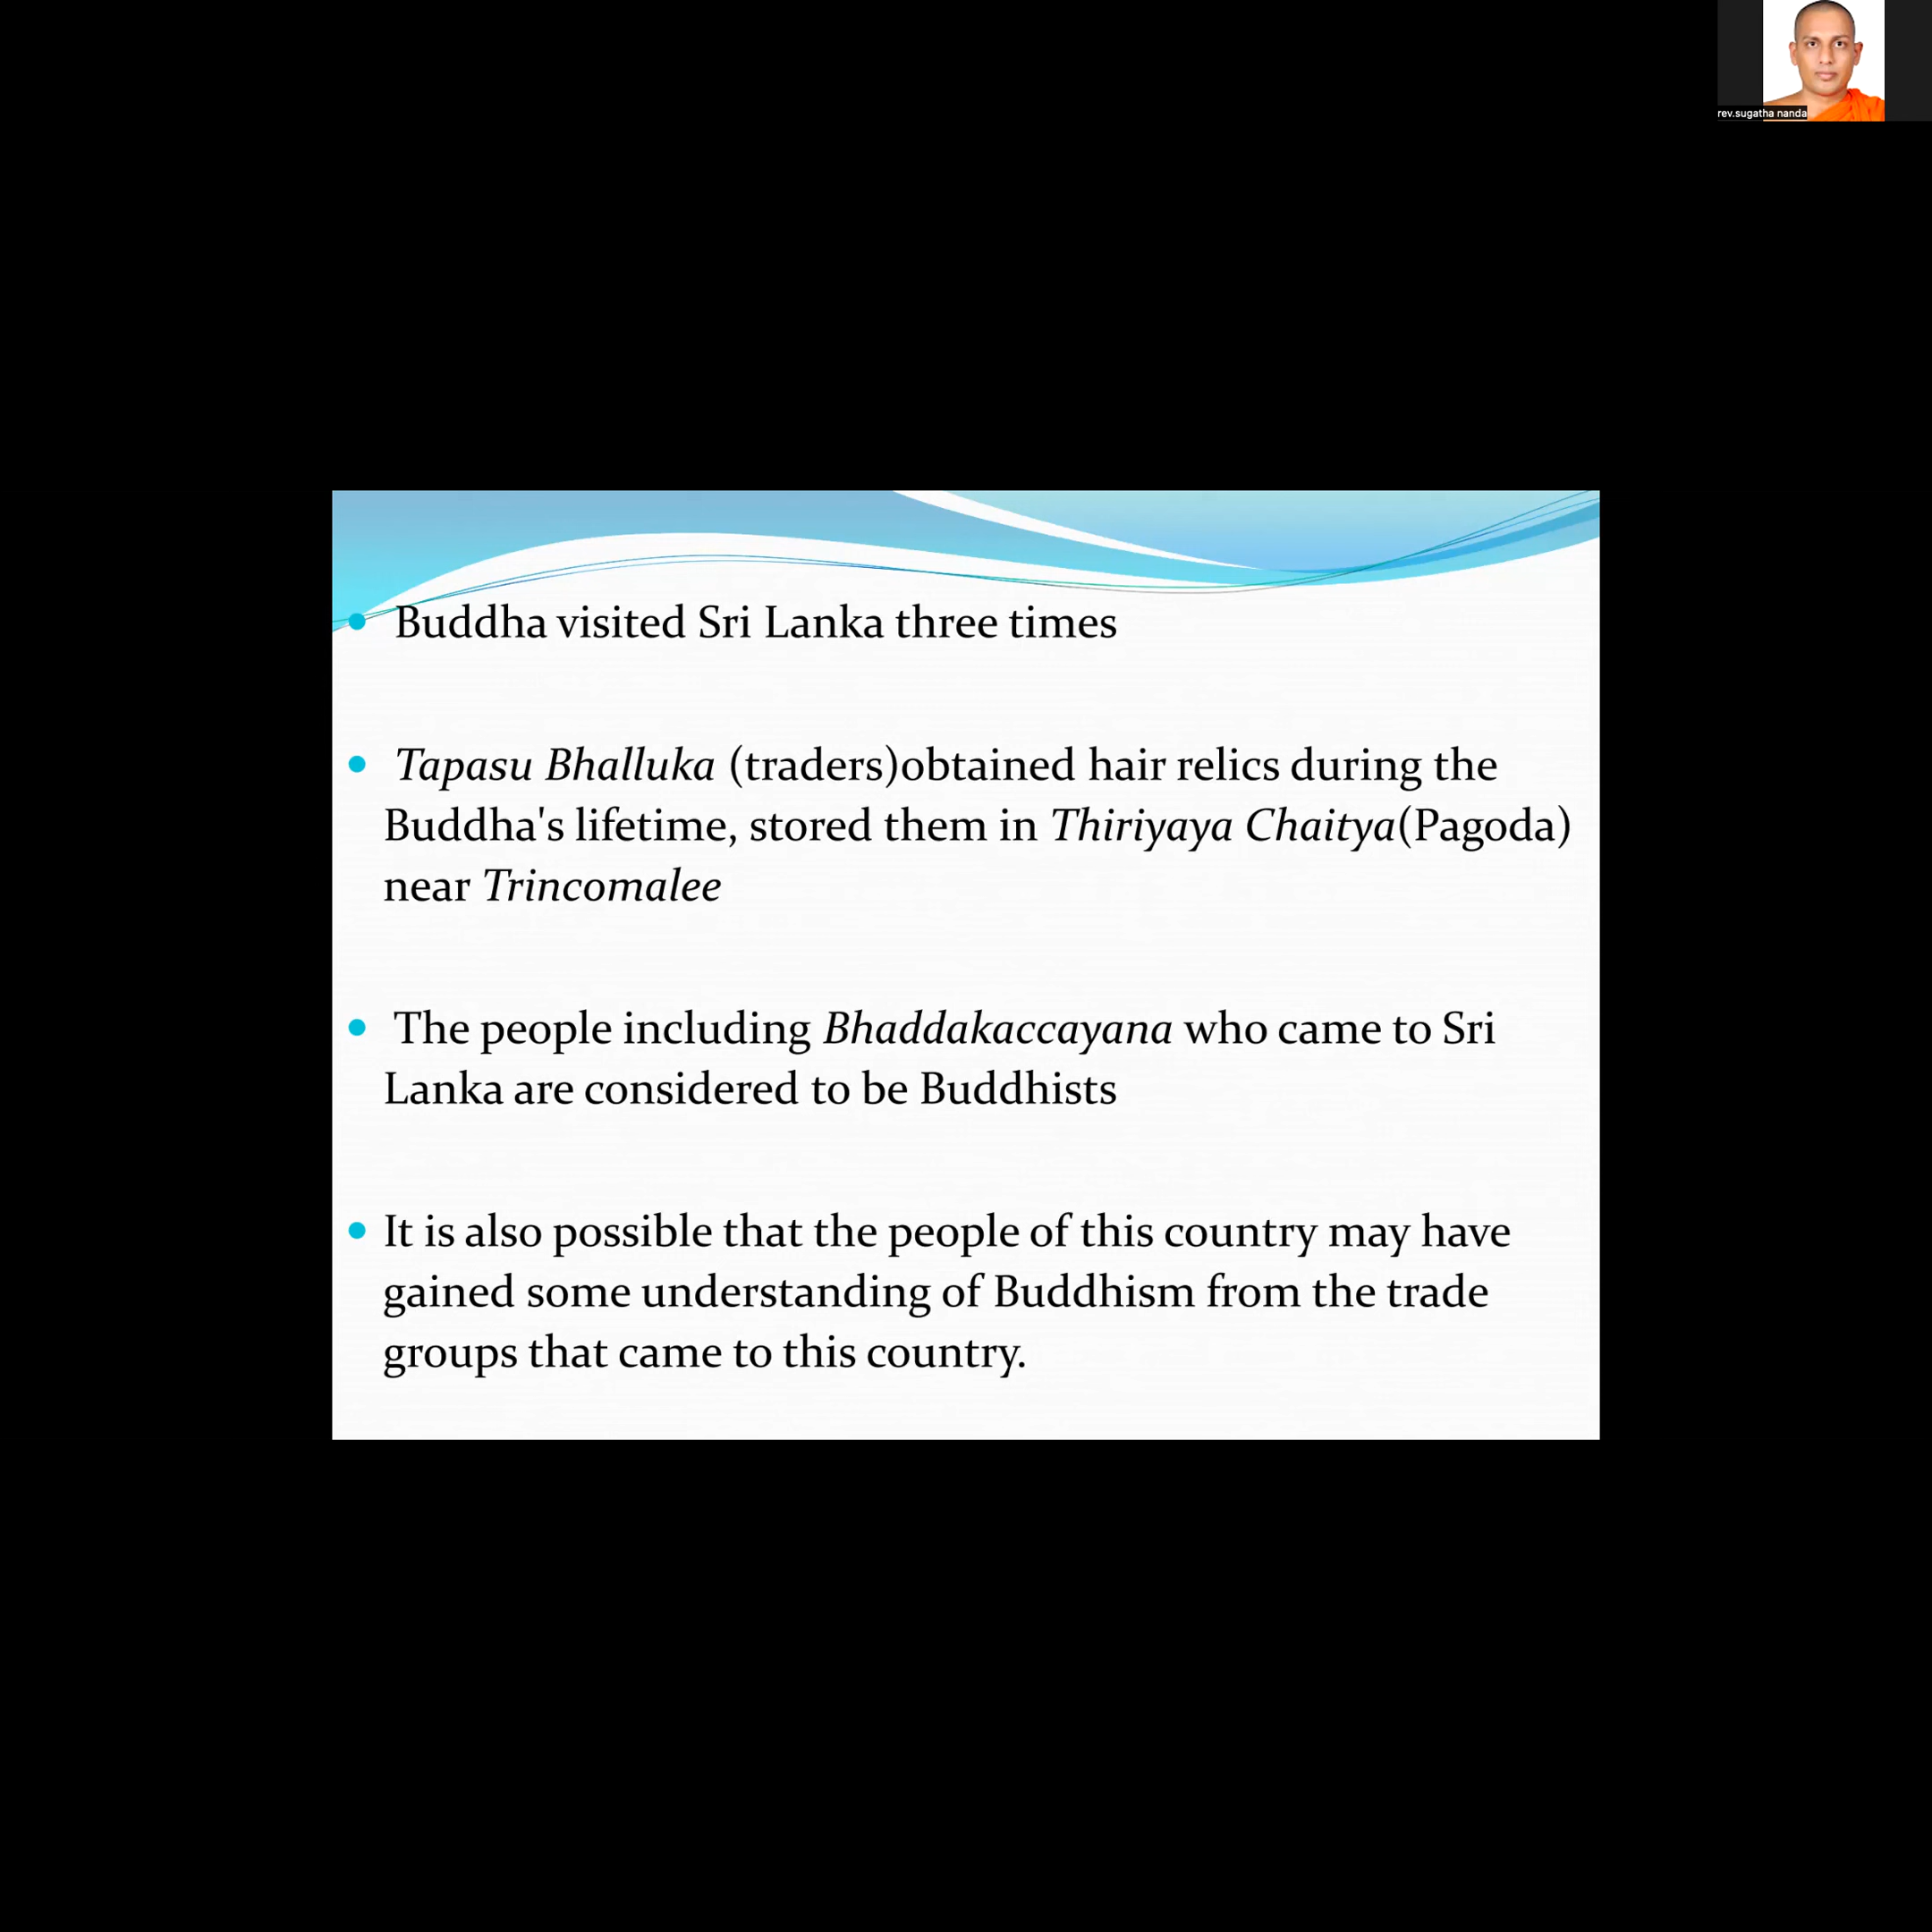 rev.sugatha nanda
Buddha visited Sri Lanka three times
Tapasu Bhalluka (traders)obtained hair relics during the
Buddha's lifetime, stored them in Thiriyaya Chaitya(Pagoda)
near Trincomalee
The people including Bhaddakaccayana who came to Sri
Lanka are considered to be Buddhists
It is also possible that the people of this country may have
gained some understanding of Buddhism from the trade
groups that came to this country.